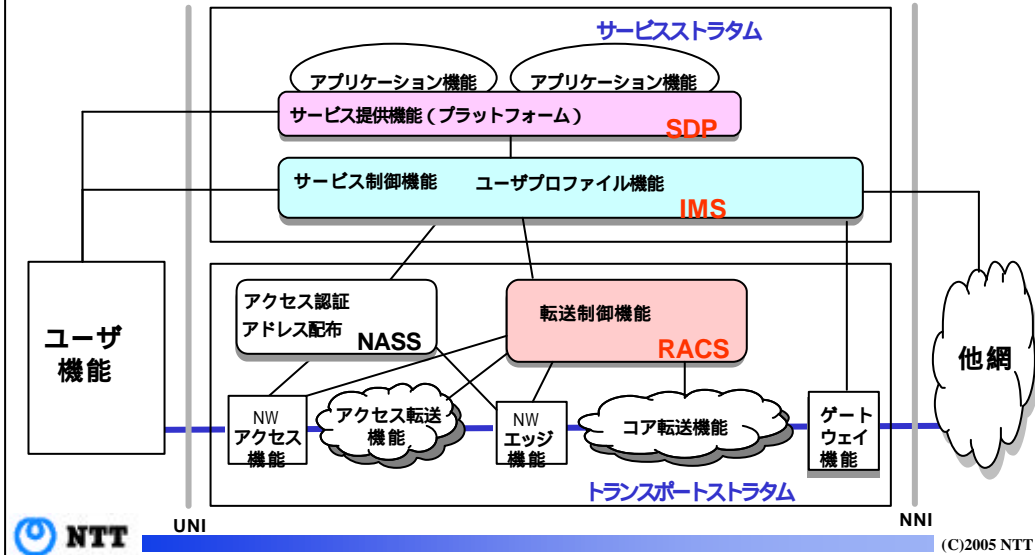 サービスストラタム
アプリケーション機能
アプリケーション機能
サービス提供機能(プラットフォーム)
SDP
サービス制御機能 ユーザプロファイル機能
IMS
アクセス認証
アドレス配布
NASS
転送制御機能
RACS
ユーザ
機能
他網
NW
アクセス
機能
アクセス転送
機能
NW
エッジ
機能
コア転送機能
ゲート
ウェイ
機能
トランスポートストラタム
UNI
NNI
NTT
(C)2005 NTT